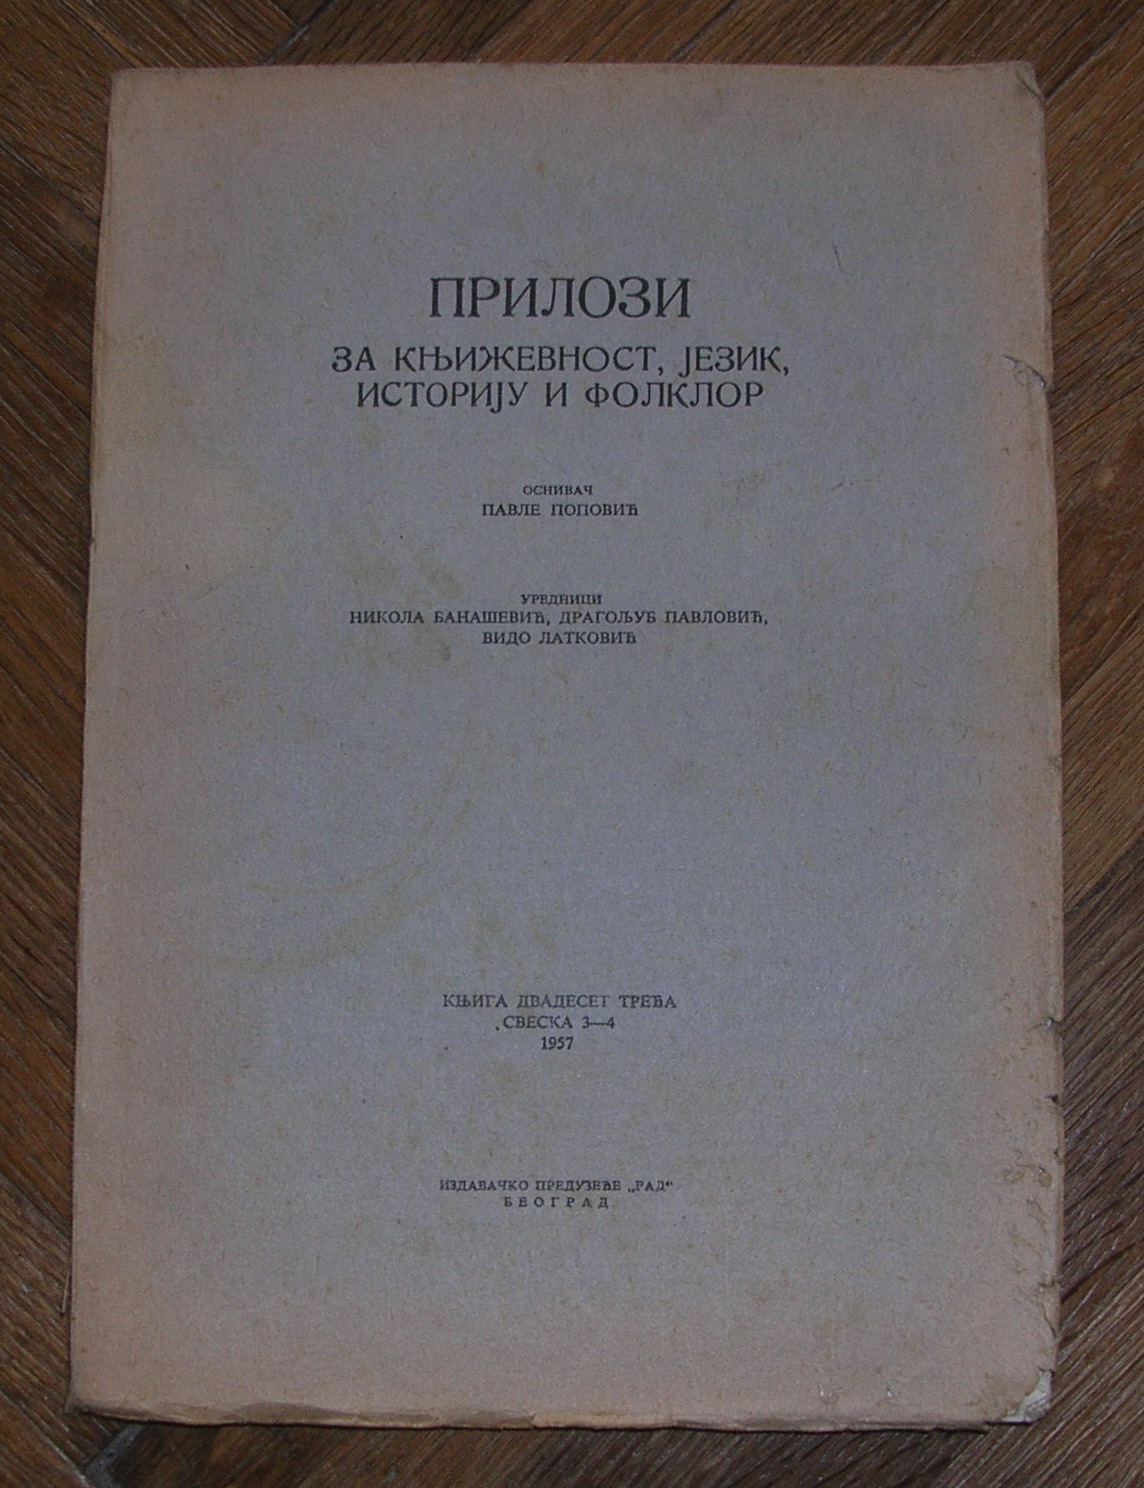 ПРИЛОЗИ
ЗА КЊИЖЕВНОСТ, ЈЕЗИК,
ИСТОРИЈУ И ФОЛКЛОР
ОСНИВАЧ
ПАВЛЕ ПОПОВИЋ
УРЕДНИЦИ
НИКОЛА БАНАШЕВИЋ, ДРАГОЉУБ ПАВЛОВИЋ,
ВИДО ЛАТКОВИЋ
КЊИГА ДВАДЕСЕТ ТРЕЋА
СВЕСКА 3—4
1957
ИЗДАВАЧКО ПРЕДУЗЕЋЕ „РАД“
БЕОГРАД